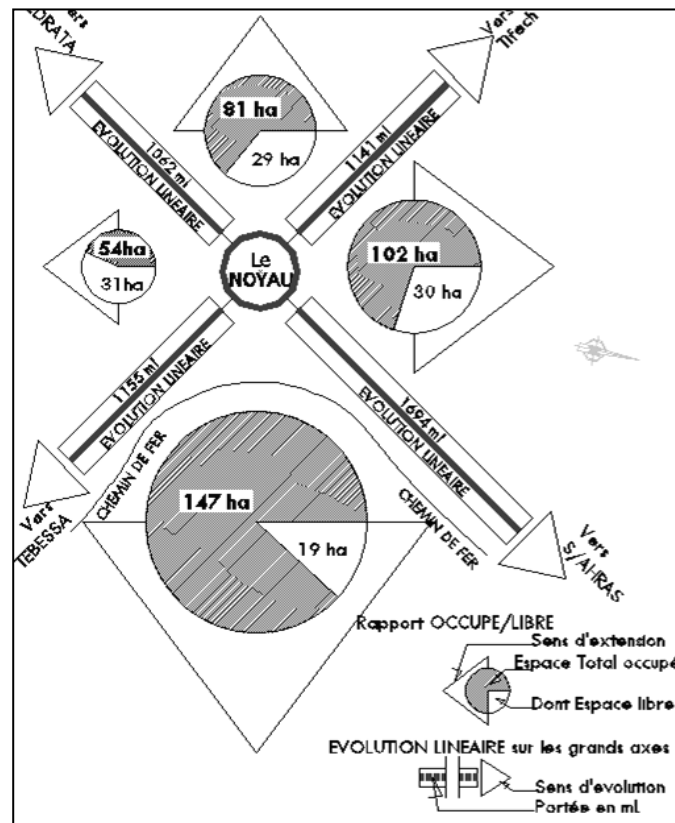 Vers
Vers
Tifech
81 ha
29 ha
1062 ml
EVOLUTION LINEAIRE
1141 ml
EVOLUTION LINEAIRE
54ha
31ha
Le
NOYAU
102 ha
30 ha
1155 ml
EVOLUTION LINEAIRE
1694 ml
EVOLUTION LINEAIRE
CHEMIN DE FER
CHEMIN DE FER
147 ha
19 ha
Vers
TEBESSA
Vers
S/AHRAS
Rapport OCCUPE/LIBRE
Sens d'extension
Espace Total occupé
Dont Espace libre
EVOLUTION LINEAIRE sur les grands axes
Sens d'evolution
Portée en ml.